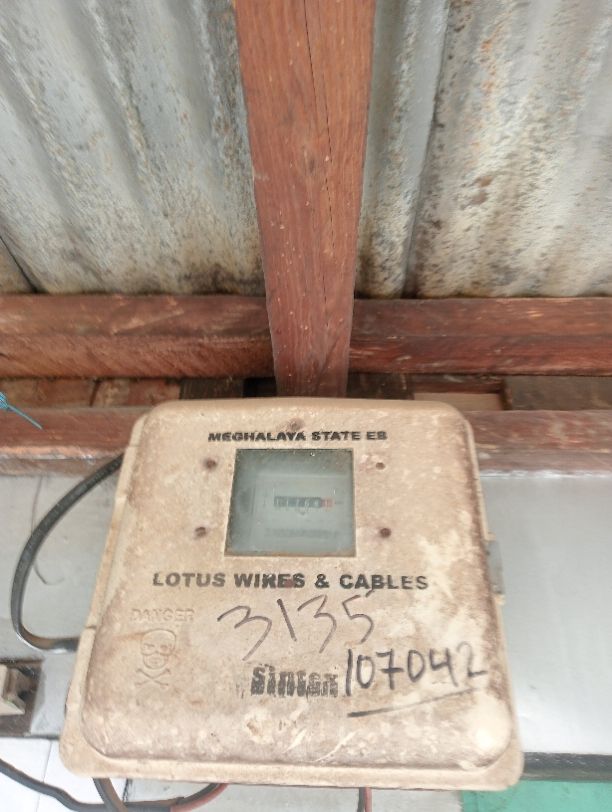 MEGHALAYA STATE EB
LOTUS WIRES & CABLES
DANGER
3135
Sintex
107042